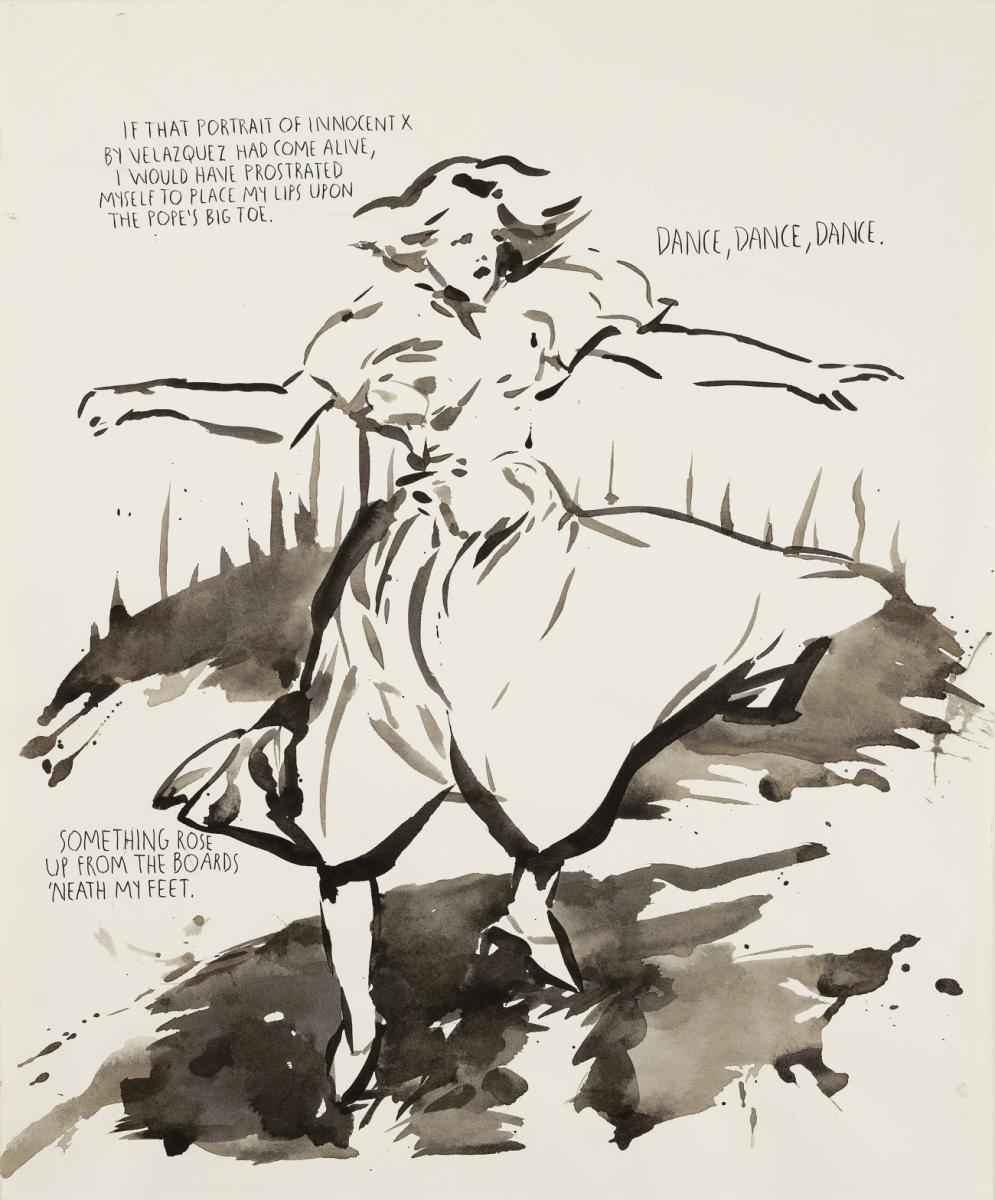 IF THAT PORTRAIT OF INNOCENT X
BY VELAZQUEZ HAD COME ALIVE,
I WOULD HAVE PROSTRATED
MYSELF TO PLACE MY LIPS UPON
THE POPE'S BIG TOE.
DANCE, DANCE, DANCE.
SOMETHING ROSE
UP FROM THE BOARDS
'NEATH MY FEET.